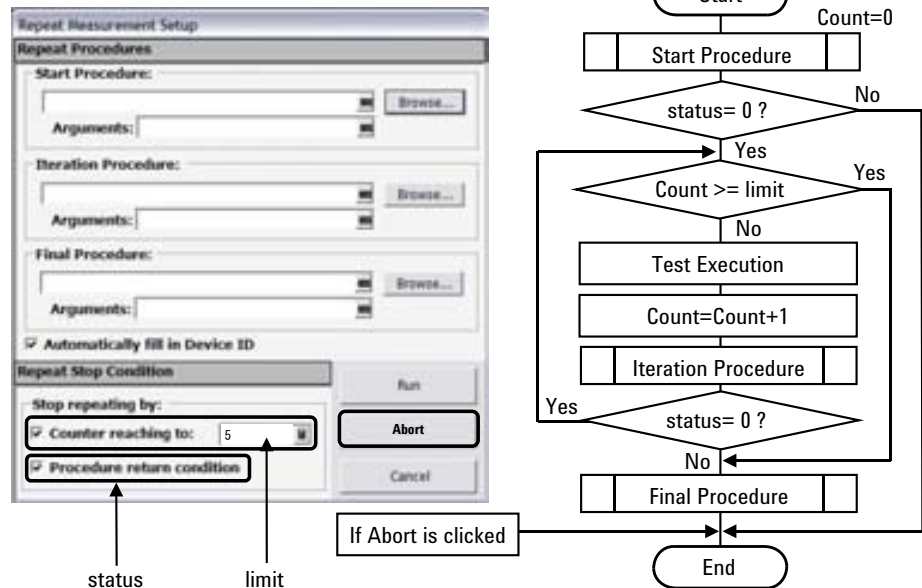 Repeat Measurement Setup
Repeat Procedures
Start Procedure:
Browse...
Arguments:
Iteration Procedure:
Browse...
Arguments:
Final Procedure:
Browse...
Arguments:
Automatically fill in Device ID
Repeat Stop Condition
Run
Stop repeating by:
Counter reaching to: 5
Abort
Procedure return condition
Cancel
status
limit
Start
Count=0
Start Procedure
status= 0 ?
No
Yes
Count >= limit
Yes
No
Test Execution
Count=Count+1
Iteration Procedure
Yes
status= 0 ?
No
Final Procedure
If Abort is clicked
End